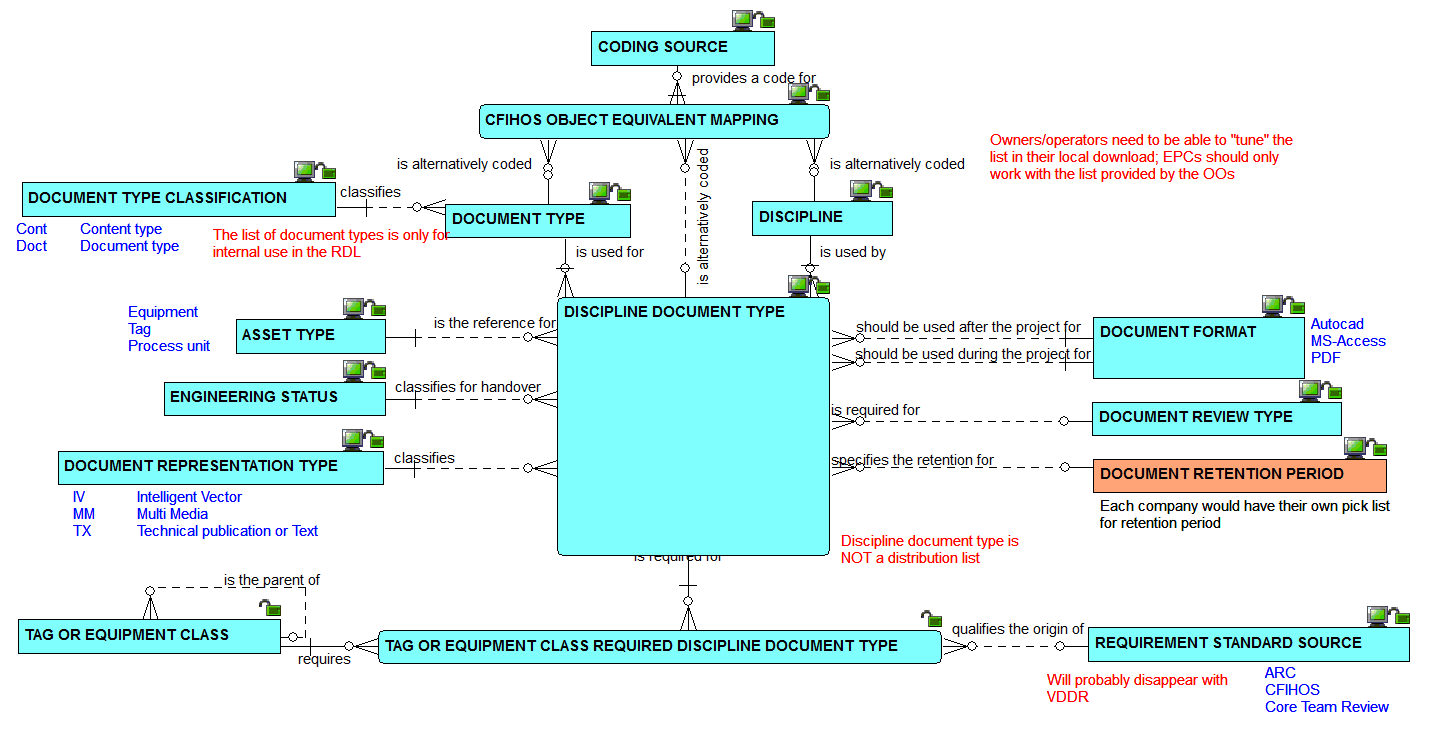 CODING SOURCE
provides a code for
CFIHOS OBJECT EQUIVALENT MAPPING
Owners/operators need to be able to "tune" the
list in their local download; EPCs should only
work with the list provided by the OOs
is alternatively coded
is alternatively coded
is alternatively coded
DOCUMENT TYPE CLASSIFICATION
classifies
DOCUMENT TYPE
DISCIPLINE
Cont Content type
Doct Document type
The list of document types is only for
internal use in the RDL
is used for
is used by
DISCIPLINE DOCUMENT TYPE
Equipment
Tag
Process unit
ASSET TYPE
is the reference for
should be used after the project for
should be used during the project for
DOCUMENT FORMAT
Autocad
MS-Access
PDF
ENGINEERING STATUS
classifies for handover
is required for
DOCUMENT REVIEW TYPE
DOCUMENT REPRESENTATION TYPE
classifies
specifies the retention for
DOCUMENT RETENTION PERIOD
IV Intelligent Vector
MM Multi Media
TX Technical publication or Text
Each company would have their own pick list
for retention period
Discipline document type is
NOT a distribution list
is required for
is the parent of
TAG OR EQUIPMENT CLASS
requires
TAG OR EQUIPMENT CLASS REQUIRED DISCIPLINE DOCUMENT TYPE
qualifies the origin of
REQUIREMENT STANDARD SOURCE
Will probably disappear with
VDDR
ARC
CFIHOS
Core Team Review